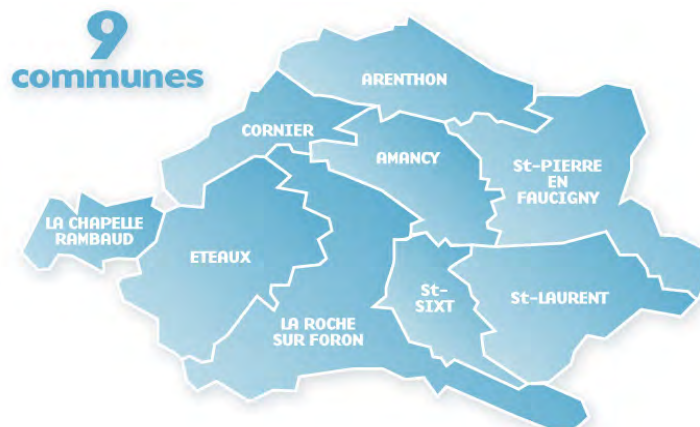 9
communes
ARENTHON
CORNIER
AMANCY
St-PIERRE
EN
FAUCIGNY
LA CHAPELLE
RAMBAUD
ETEAUX
St-
SIXT
St-LAURENT
LA ROCHE
SUR FORON